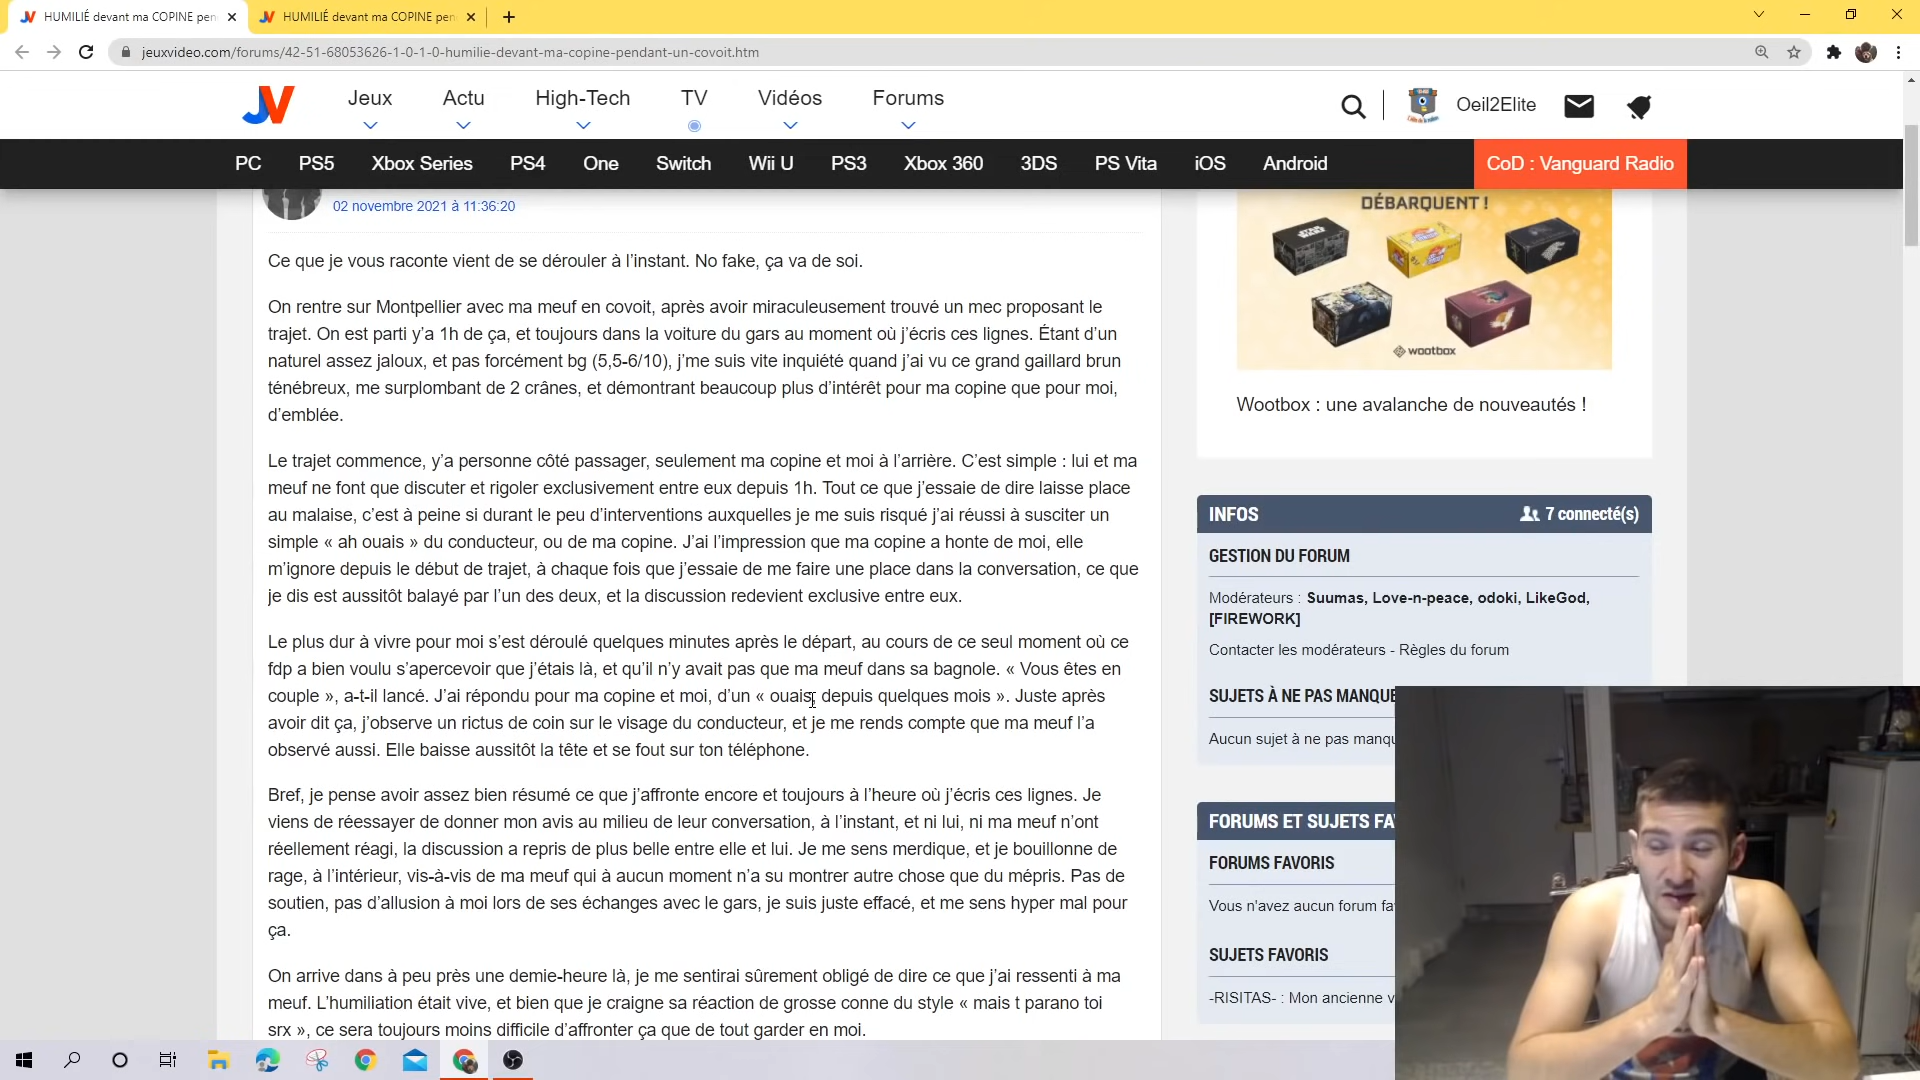 HUMILIÉ devant ma COPINE pen
HUMILIÉ devant ma COPINE pen
jeuxvideo.com/forums/42-51-68053626-1-0-1-0-humilie-devant-ma-copine-pendant-un-covoit.htm
JV
Jeux
Actu
High-Tech
TV
Vidéos
Forums
Oeil2Elite
PC
PS5
Xbox Series
PS4
One
Switch
Wii U
PS3
Xbox 360
3DS
PS Vita
iOS
Android
CoD : Vanguard Radio
02 novembre 2021 à 11:36:20
Ce que je vous raconte vient de se dérouler à l’instant. No fake, ça va de soi.
On rentre sur Montpellier avec ma meuf en covoit, après avoir miraculeusement trouvé un mec proposant le
trajet. On est parti y’a 1h de ça, et toujours dans la voiture du gars au moment où j’écris ces lignes. Étant d’un
naturel assez jaloux, et pas forcément bg (5,5-6/10), j’me suis vite inquiété quand j’ai vu ce grand gaillard brun
ténébreux, me surplombant de 2 crânes, et démontrant beaucoup plus d’intérêt pour ma copine que pour moi,
d’emblée.
Le trajet commence, y’a personne côté passager, seulement ma copine et moi à l’arrière. C’est simple : lui et ma
meuf ne font que discuter et rigoler exclusivement entre eux depuis 1h. Tout ce que j’essaie de dire laisse place
au malaise, c’est à peine si durant le peu d’interventions auxquelles je me suis risqué j’ai réussi à susciter un
simple « ah ouais » du conducteur, ou de ma copine. J’ai l’impression que ma copine a honte de moi, elle
m’ignore depuis le début de trajet, à chaque fois que j’essaie de me faire une place dans la conversation, ce que
je dis est aussitôt balayé par l’un des deux, et la discussion redevient exclusive entre eux.
Le plus dur à vivre pour moi s’est déroulé quelques minutes après le départ, au cours de ce seul moment où ce
fdp a bien voulu s’apercevoir que j’étais là, et qu’il n’y avait pas que ma meuf dans sa bagnole. « Vous êtes en
couple », a-t-il lancé. J’ai répondu pour ma copine et moi, d’un « ouais, depuis quelques mois ». Juste après
avoir dit ça, j’observe un rictus de coin sur le visage du conducteur, et je me rends compte que ma meuf l’a
observé aussi. Elle baisse aussitôt la tête et se fout sur ton téléphone.
Bref, je pense avoir assez bien résumé ce que j’affronte encore et toujours à l’heure où j’écris ces lignes. Je
viens de réessayer de donner mon avis au milieu de leur conversation, à l’instant, et ni lui, ni ma meuf n’ont
réellement réagi, la discussion a repris de plus belle entre elle et lui. Je me sens merdique, et je bouillonne de
rage, à l’intérieur, vis-à-vis de ma meuf qui à aucun moment n’a su montrer autre chose que du mépris. Pas de
soutien, pas d’allusion à moi lors de ses échanges avec le gars, je suis juste effacé, et me sens hyper mal pour
ça.
On arrive dans à peu près une demie-heure là, je me sentirai sûrement obligé de dire ce que j’ai ressenti à ma
meuf. L’humiliation était vive, et bien que je craigne sa réaction de grosse conne du style « mais t parano toi
srx », ce sera toujours moins difficile d’affronter ça que de tout garder en moi.
DÉBARQUENT !
wootbox
Wootbox : une avalanche de nouveautés !
INFOS
7 connecté(s)
GESTION DU FORUM
Modérateurs : Suumas, Love-n-peace, odoki, LikeGod,
[FIREWORK]
Contacter les modérateurs - Règles du forum
SUJETS À NE PAS MANQUE
Aucun sujet à ne pas manqu
FORUMS ET SUJETS FA
FORUMS FAVORIS
Vous n'avez aucun forum fa
SUJETS FAVORIS
-RISITAS- : Mon ancienne v